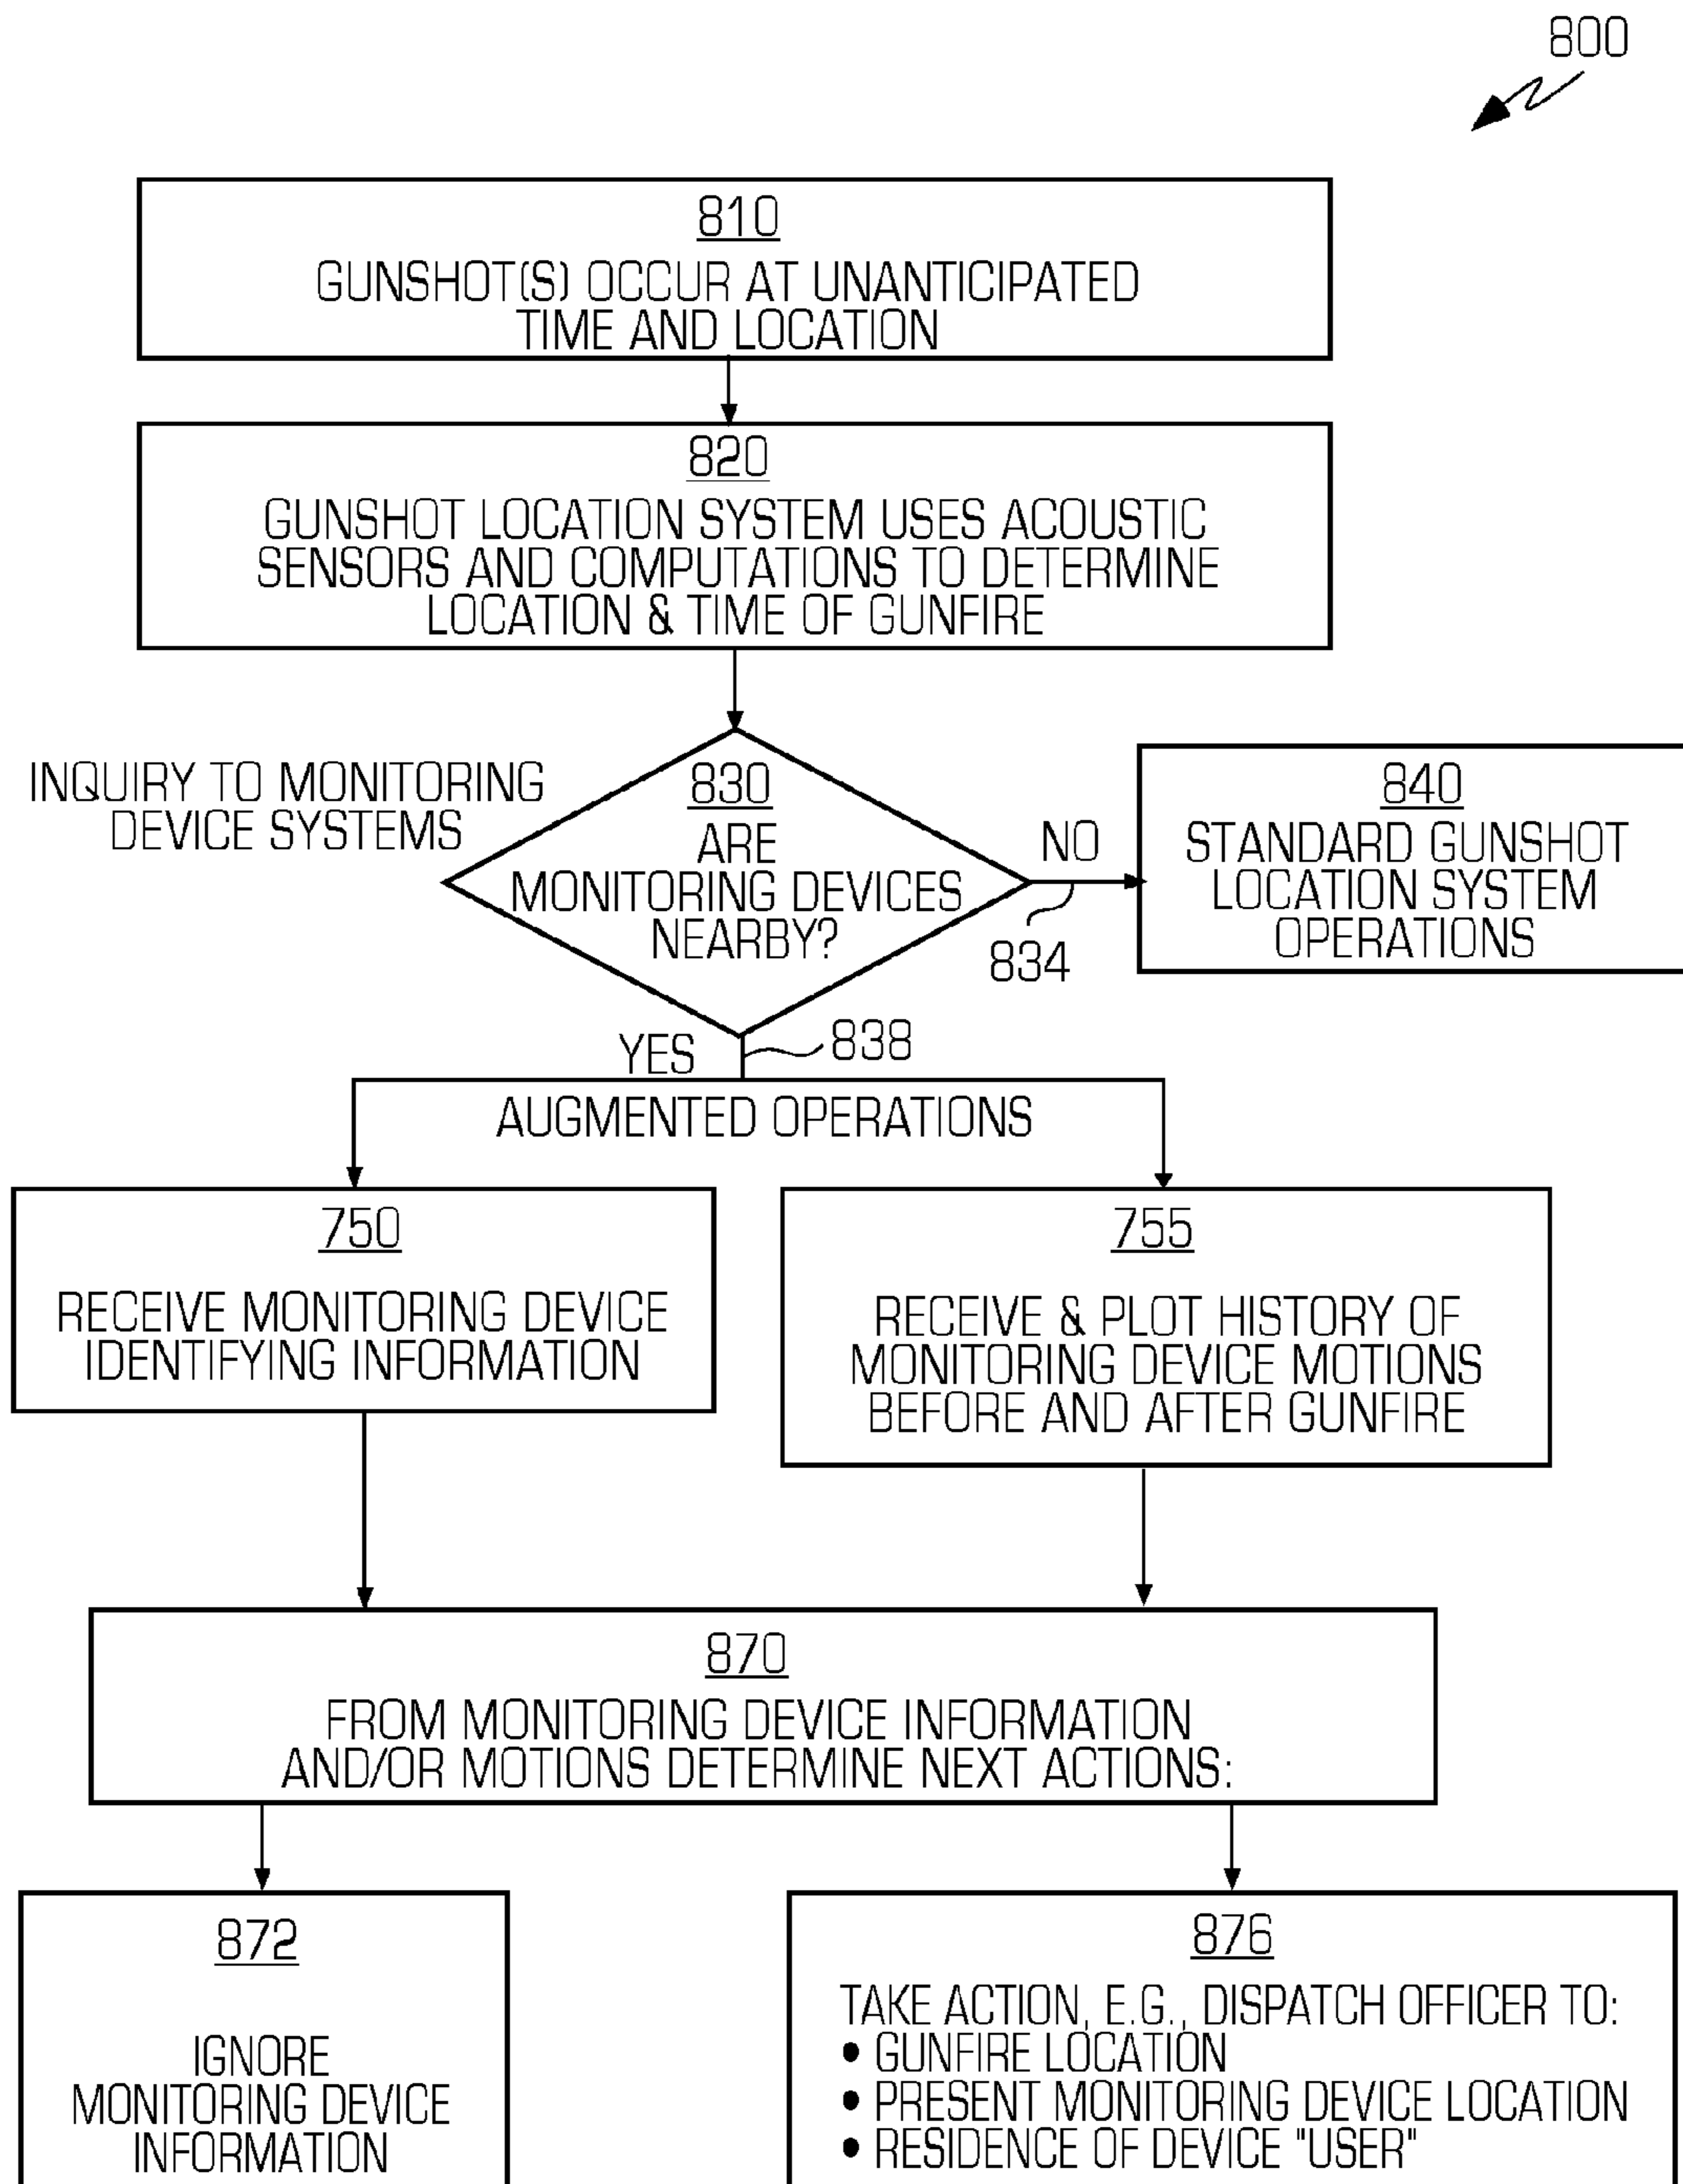 800
810
GUNSHOT(S) OCCUR AT UNANTICIPATED
TIME AND LOCATION
820
GUNSHOT LOCATION SYSTEM USES ACOUSTIC
SENSORS AND COMPUTATIONS TO DETERMINE
LOCATION & TIME OF GUNFIRE
INQUIRY TO MONITORING
DEVICE SYSTEMS
830
ARE
MONITORING DEVICES
NEARBY?
NO
834
840
STANDARD GUNSHOT
LOCATION SYSTEM
OPERATIONS
YES
838
AUGMENTED OPERATIONS
750
RECEIVE MONITORING DEVICE
IDENTIFYING INFORMATION
755
RECEIVE & PLOT HISTORY OF
MONITORING DEVICE MOTIONS
BEFORE AND AFTER GUNFIRE
870
FROM MONITORING DEVICE INFORMATION
AND/OR MOTIONS DETERMINE NEXT ACTIONS:
872
IGNORE
MONITORING DEVICE
INFORMATION
876
TAKE ACTION, E.G., DISPATCH OFFICER TO:
• GUNFIRE LOCATION
• PRESENT MONITORING DEVICE LOCATION
• RESIDENCE OF DEVICE "USER"